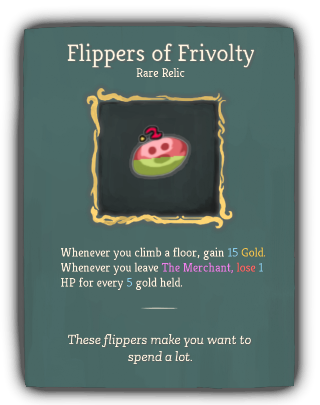 Flippers of Frivolty
Rare Relic
Whenever you climb a floor, gain 15 Gold.
Whenever you leave The Merchant, lose 1
HP for every 5 gold held.
These flippers make you want to
spend a lot.